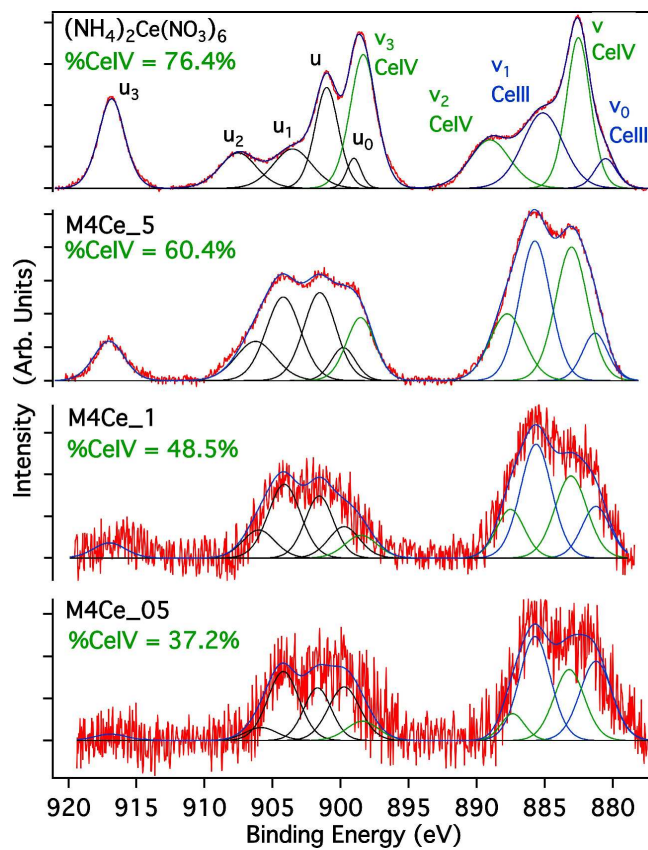 (NH4)2Ce(NO3)6
%CeIV = 76.4%
u3
u2
u1
u
u0
v3
CeIV
v2
CeIV
v1
CeIII
v
CeIV
v0
CeIII
M4Ce_5
%CeIV = 60.4%
M4Ce_1
%CeIV = 48.5%
M4Ce_05
%CeIV = 37.2%
Intensity (Arb. Units)
920 915 910 905 900 895 890 885 880
Binding Energy (eV)